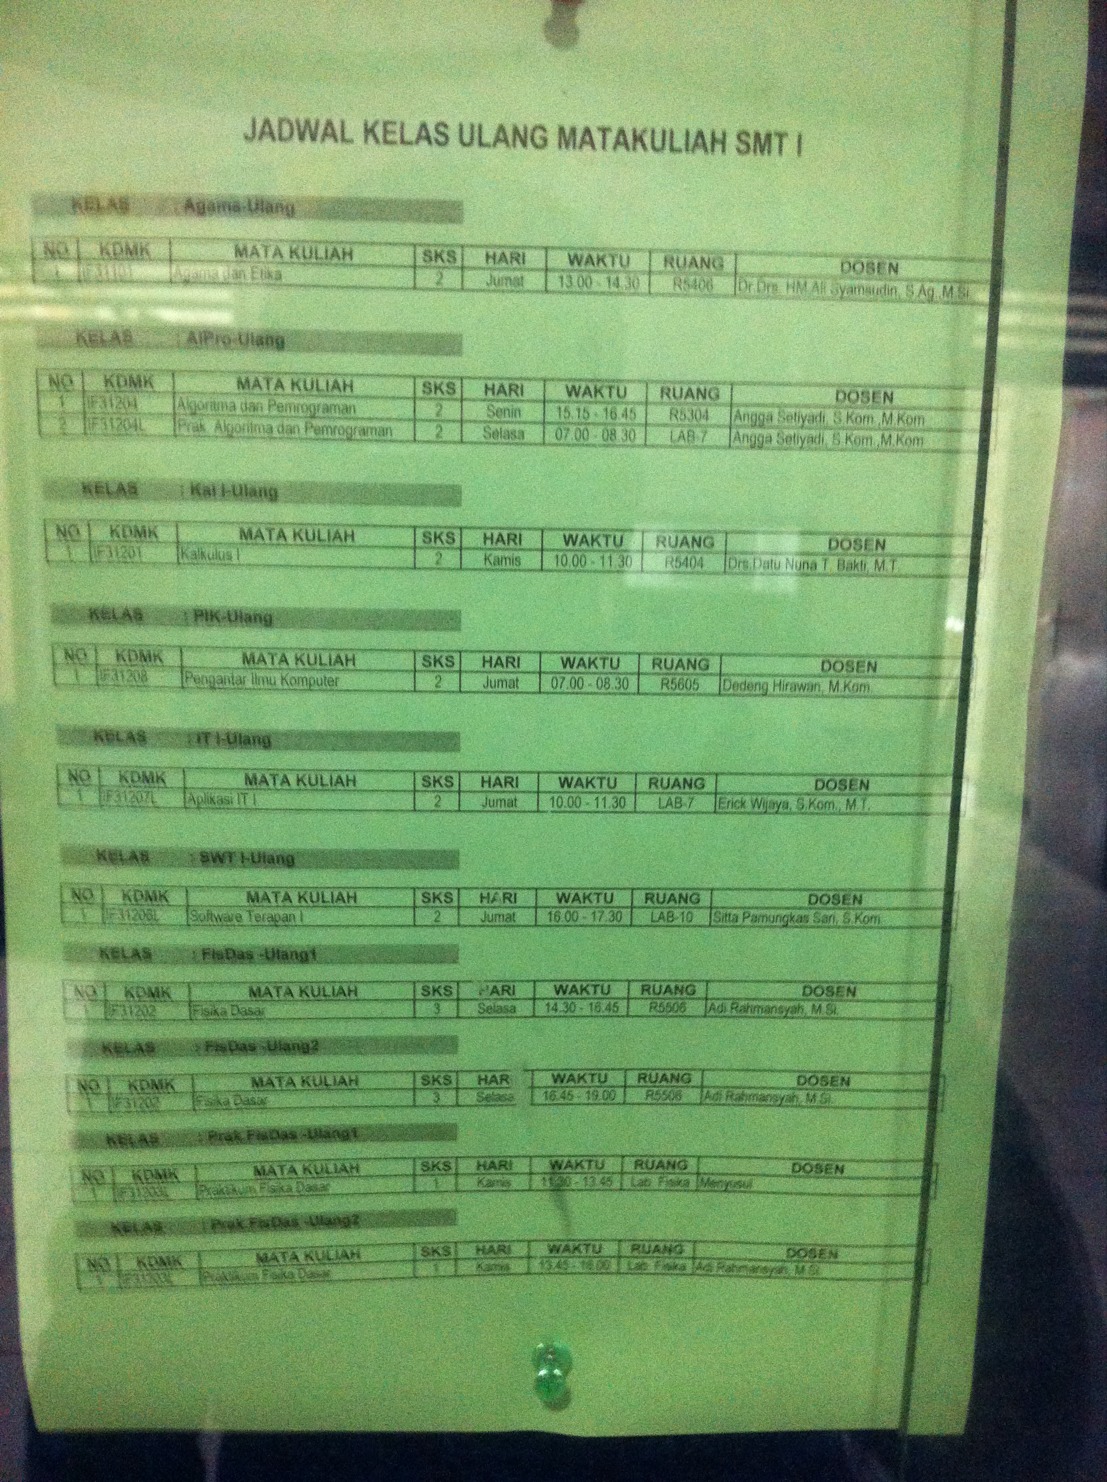 JADWAL KELAS ULANG MATAKULIAH SMT I
KELAS : Agama-Ulang
NO KDMK MATA KULIAH SKS HARI WAKTU RUANG DOSEN
1 IF31101 Agama dan Etika 2 Jumat 13.00 - 14.30 R5406 Dr.Drs. HM.Ali Syamsudin, S.Ag.,M.Si.
KELAS : AlPro-Ulang
NO KDMK MATA KULIAH SKS HARI WAKTU RUANG DOSEN
1 IF31204 Algoritma dan Pemrograman 2 Senin 15.15 - 16.45 R5304 Angga Setiyadi, S.Kom.,M.Kom
2 IF31204L Prak. Algoritma dan Pemrograman 2 Selasa 07.00 - 08.30 LAB-7 Angga Setiyadi, S.Kom.,M.Kom
KELAS : Kal I-Ulang
NO KDMK MATA KULIAH SKS HARI WAKTU RUANG DOSEN
1 IF31201 Kalkulus I 2 Kamis 10.00 - 11.30 R5404 Drs.Datu Nuna T. Bakti, M.T.
KELAS : PIK-Ulang
NO KDMK MATA KULIAH SKS HARI WAKTU RUANG DOSEN
1 IF31208 Pengantar Ilmu Komputer 2 Jumat 07.00 - 08.30 R5605 Dedeng Hirawan, M.Kom.
KELAS : IT I-Ulang
NO KDMK MATA KULIAH SKS HARI WAKTU RUANG DOSEN
1 IF31207L Aplikasi IT I 2 Jumat 10.00 - 11.30 LAB-7 Erick Wijaya, S.Kom., M.T.
KELAS : SWT I-Ulang
NO KDMK MATA KULIAH SKS HARI WAKTU RUANG DOSEN
1 IF31206L Software Terapan I 2 Jumat 16.00 - 17.30 LAB-10 Sitta Pamungkas Sari, S.Kom.
KELAS : FisDas -Ulang1
NO KDMK MATA KULIAH SKS HARI WAKTU RUANG DOSEN
1 IF31202 Fisika Dasar 3 Selasa 14.30 - 16.45 R5506 Adi Rahmansyah, M.Si.
KELAS : FisDas -Ulang2
NO KDMK MATA KULIAH SKS HAR WAKTU RUANG DOSEN
1 IF31202 Fisika Dasar 3 Selasa 16.45 - 19.00 R5506 Adi Rahmansyah, M.Si.
KELAS : Prak.FisDas -Ulang1
NO KDMK MATA KULIAH SKS HARI WAKTU RUANG DOSEN
1 IF31203L Praktikum Fisika Dasar 1 Kamis 11.30 - 13.45 Lab. Fisika Menyusul
KELAS : Prak.FisDas -Ulang2
NO KDMK MATA KULIAH SKS HARI WAKTU RUANG DOSEN
1 IF31203L Praktikum Fisika Dasar 1 Kamis 13.45 - 16.00 Lab. Fisika Adi Rahmansyah, M.Si.